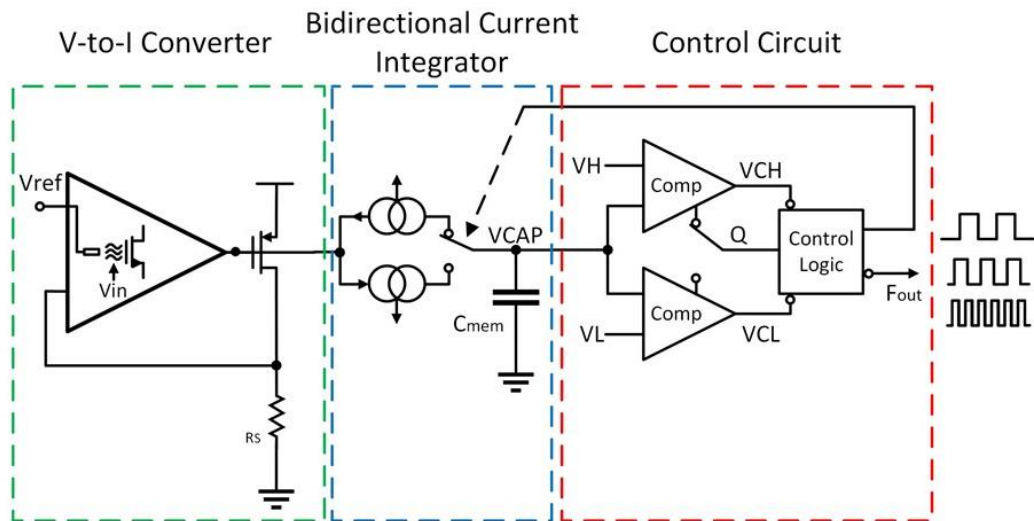 V-to-I Converter
Bidirectional Current
Integrator
Control Circuit
Vref
Vin
RS
VCAP
Cmem
VH
Comp
VCH
Q
Control
Logic
Fout
Comp
VL
VCL